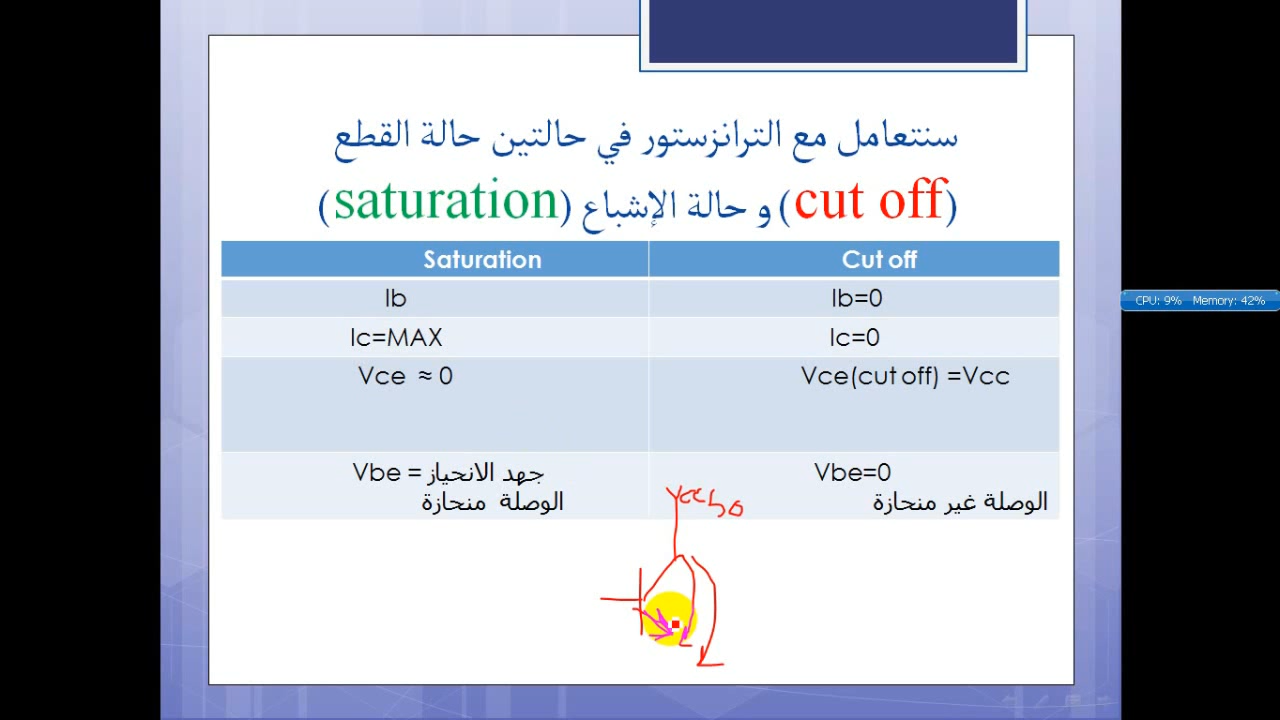 سنتعامل مع الترانزستور في حالتين حالة القطع
(cut off) و حالة الإشباع (saturation)
Saturation Cut off
Ib Ib=0
Ic=MAX Ic=0
Vce ≈ 0 Vce(cut off) =Vcc
Vbe = جهد الانحياز Vbe=0
الوصلة منحازة الوصلة غير منحازة
Vcc
CPU: 9% Memory: 42%